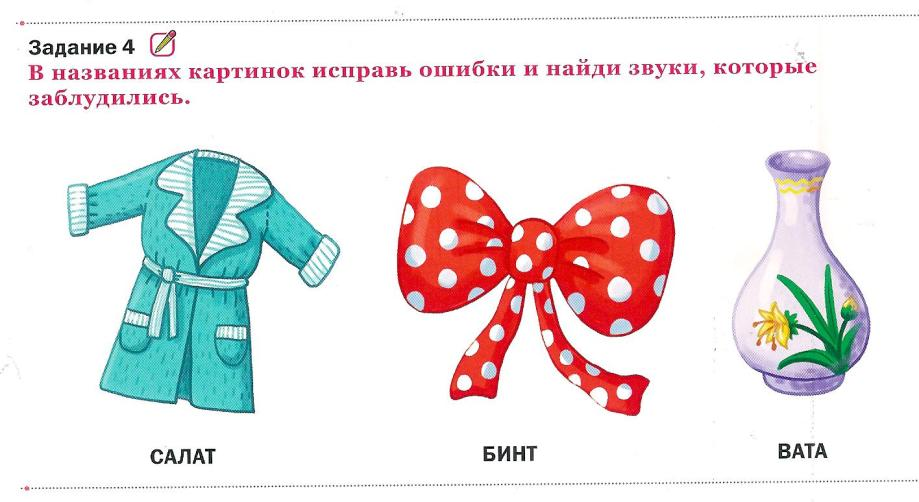 Задание 4
В названиях картинок исправь ошибки и найди звуки, которые
заблудились.
САЛАТ БИНТ ВАТА